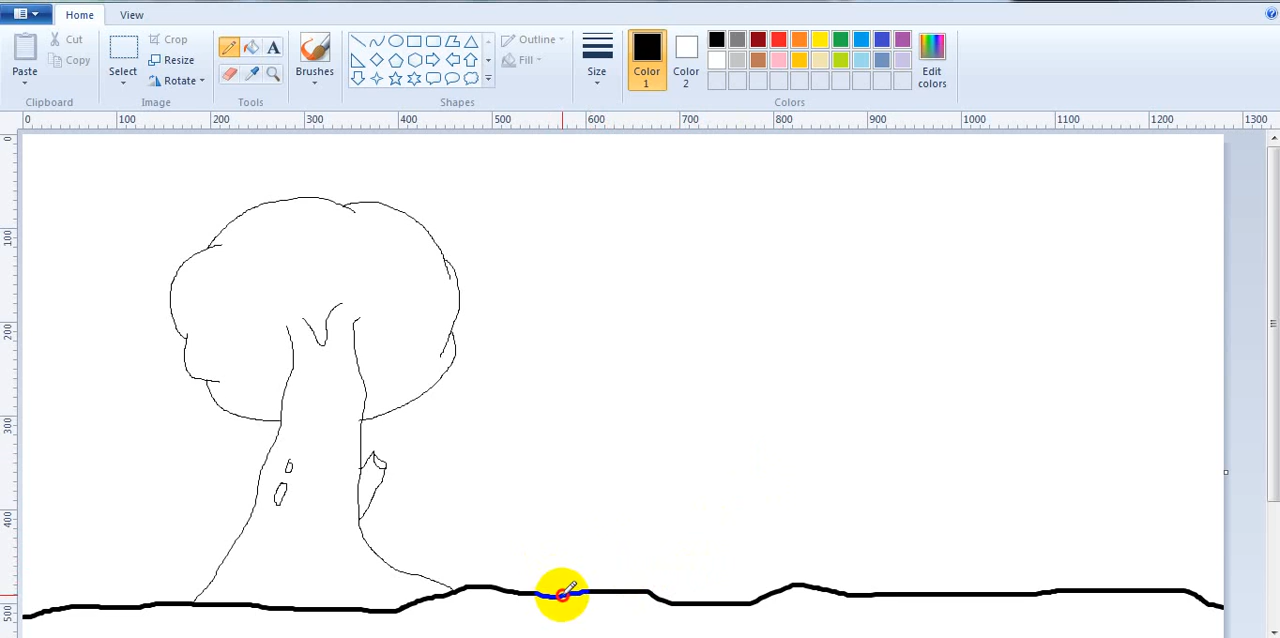 Home View
Paste Cut Copy Clipboard
Select Crop Resize Rotate Image
A Tools
Brushes
Outline Fill Shapes
Size
Color 1 Color 2 Edit colors Colors
0 100 200 300 400 500 600 700 800 900 1000 1100 1200 1300
0
100
200
300
400
500